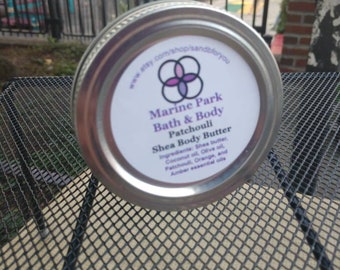 www.etsy.com/shop/sandbforyou
Marine Park
Bath & Body
Patchouli
Shea Body Butter
Ingredients: Shea butter,
Coconut oil, Olive oil,
Patchouli, Orange, and
Amber essential oils